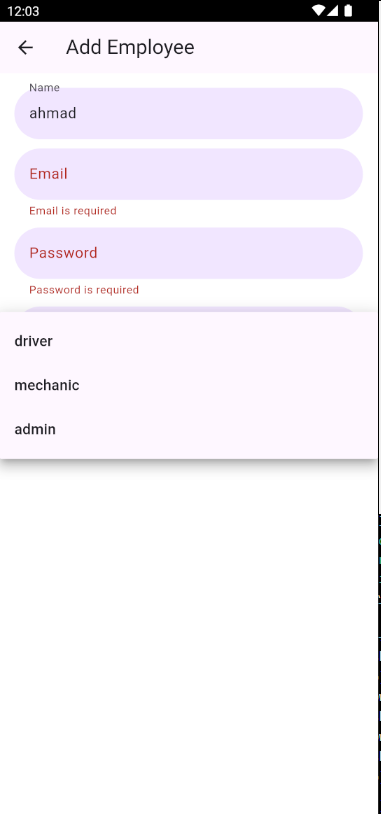 12:03
Add Employee
Name
ahmad
Email
Email is required
Password
Password is required
driver
mechanic
admin